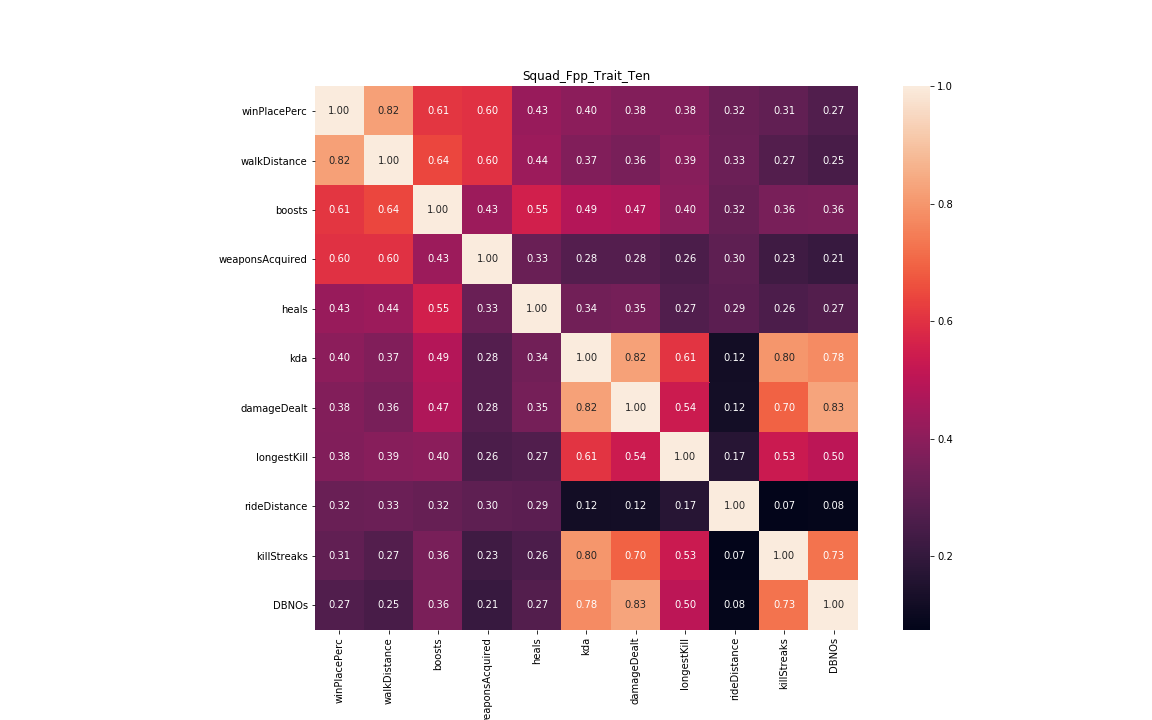 Squad_Fpp_Trait_Ten
winPlacePerc 1.00 0.82 0.61 0.60 0.43 0.40 0.38 0.38 0.32 0.31 0.27
walkDistance 0.82 1.00 0.64 0.60 0.44 0.37 0.36 0.39 0.33 0.27 0.25
boosts 0.61 0.64 1.00 0.43 0.55 0.49 0.47 0.40 0.32 0.36 0.36
weaponsAcquired 0.60 0.60 0.43 1.00 0.33 0.28 0.28 0.26 0.30 0.23 0.21
heals 0.43 0.44 0.55 0.33 1.00 0.34 0.35 0.27 0.29 0.26 0.27
kda 0.40 0.37 0.49 0.28 0.34 1.00 0.82 0.61 0.12 0.80 0.78
damageDealt 0.38 0.36 0.47 0.28 0.35 0.82 1.00 0.54 0.12 0.70 0.83
longestKill 0.38 0.39 0.40 0.26 0.27 0.61 0.54 1.00 0.17 0.53 0.50
rideDistance 0.32 0.33 0.32 0.30 0.29 0.12 0.12 0.17 1.00 0.07 0.08
killStreaks 0.31 0.27 0.36 0.23 0.26 0.80 0.70 0.53 0.07 1.00 0.73
DBNOs 0.27 0.25 0.36 0.21 0.27 0.78 0.83 0.50 0.08 0.73 1.00
winPlacePerc
walkDistance
boosts
eaponsAcquired
heals
kda
damageDealt
longestKill
rideDistance
killStreaks
DBNOs
1.0
0.8
0.6
0.4
0.2